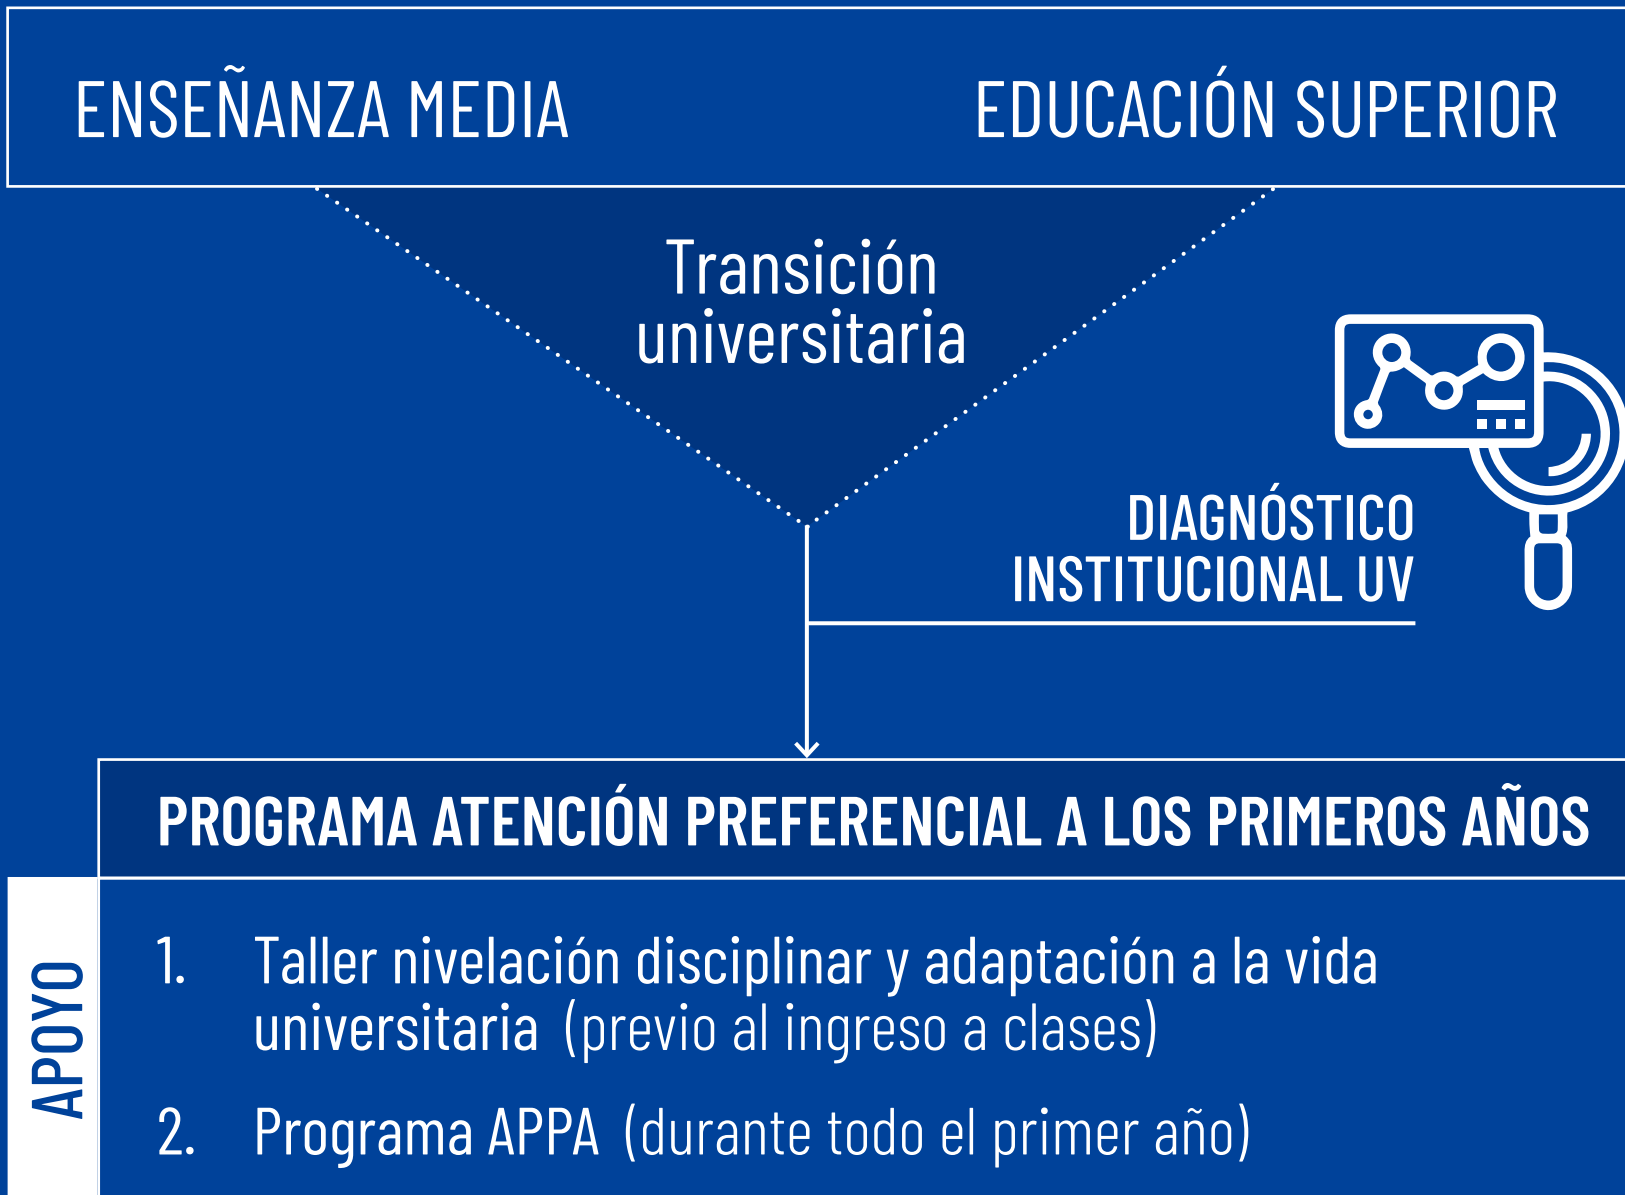 ENSEÑANZA MEDIA
EDUCACIÓN SUPERIOR
Transición
universitaria
DIAGNÓSTICO
INSTITUCIONAL UV
PROGRAMA ATENCIÓN PREFERENCIAL A LOS PRIMEROS AÑOS
APOYO
1. Taller nivelación disciplinar y adaptación a la vida
universitaria (previo al ingreso a clases)
2. Programa APPA (durante todo el primer año)